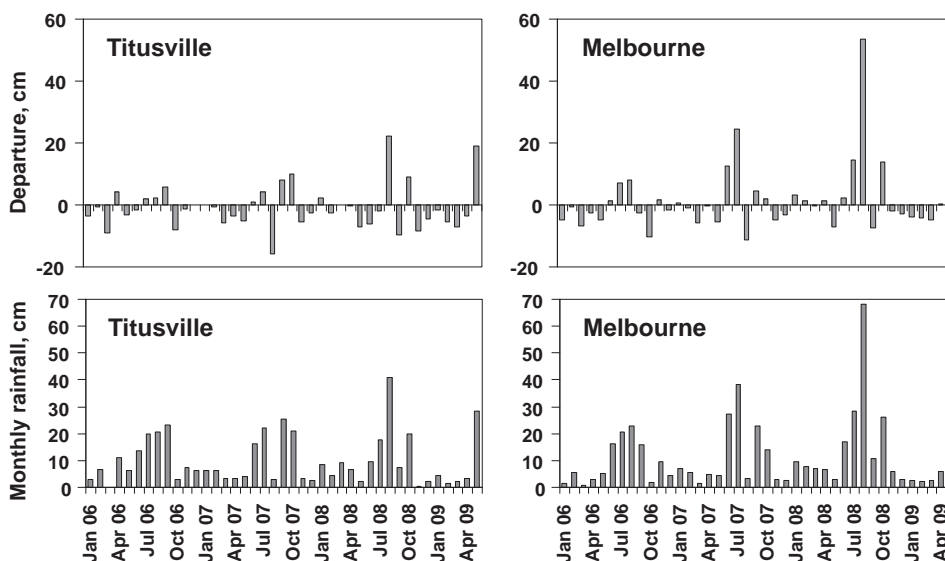 60
40
20
0
-20
Departure, cm
Titusville
60
40
20
0
-20
Melbourne
70
60
50
40
30
20
10
0
Monthly rainfall, cm
Titusville
Jan 06
Apr 06
Jul 06
Oct 06
Jan 07
Apr 07
Jul 07
Oct 07
Jan 08
Apr 08
Jul 08
Oct 08
Jan 09
Apr 09
70
60
50
40
30
20
10
0
Melbourne
Jan 06
Apr 06
Jul 06
Oct 06
Jan 07
Apr 07
Jul 07
Oct 07
Jan 08
Apr 08
Jul 08
Oct 08
Jan 09
Apr 09